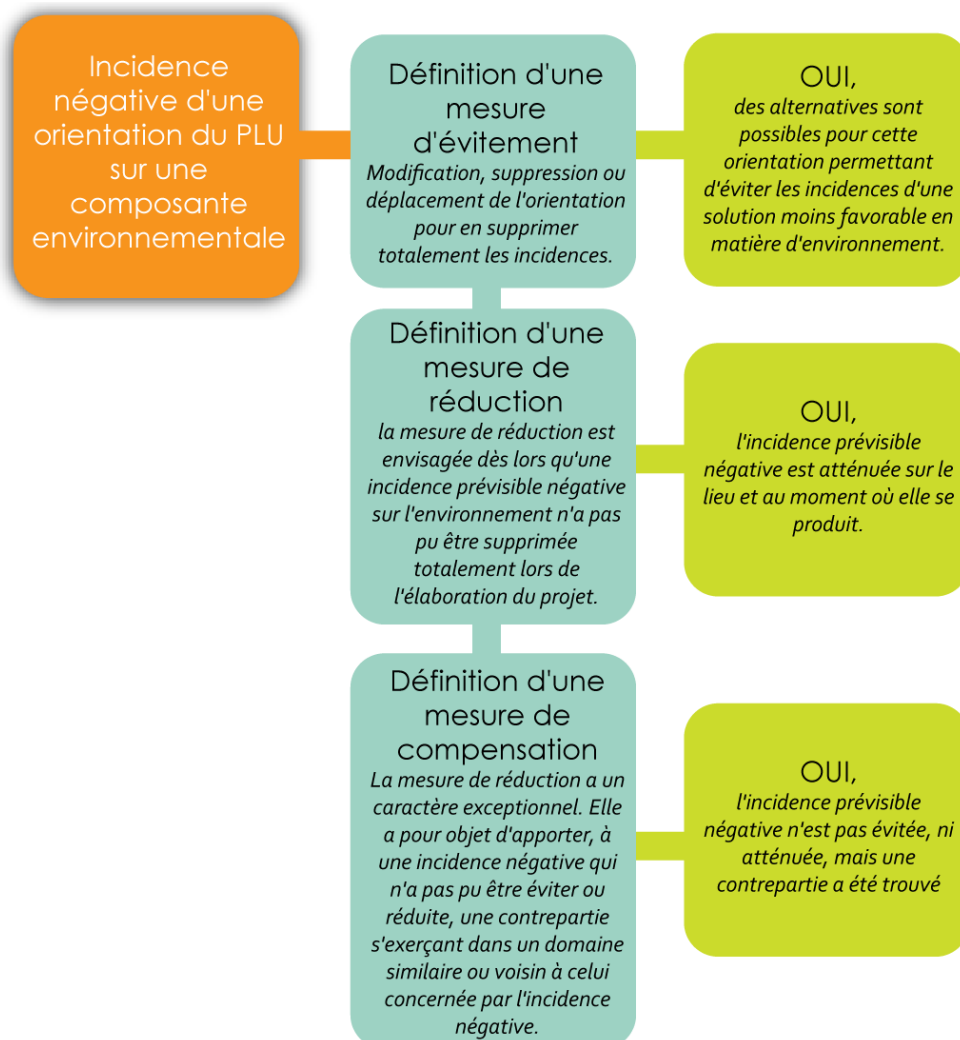 Incidence
négative d'une
orientation du PLU
sur une
composante
environnementale
Définition d'une
mesure
d'évitement
Modification, suppression ou
déplacement de l'orientation
pour en supprimer
totalement les incidences.
OUI,
des alternatives sont
possibles pour cette
orientation permettant
d'éviter les incidences d'une
solution moins favorable en
matière d'environnement.
Définition d'une
mesure de
réduction
la mesure de réduction est
envisagée dès lors qu'une
incidence prévisible négative
sur l'environnement n'a pas
pu être supprimée
totalement lors de
l'élaboration du projet.
OUI,
l'incidence prévisible
négative est atténuée sur le
lieu et au moment où elle se
produit.
Définition d'une
mesure de
compensation
La mesure de réduction a un
caractère exceptionnel. Elle
a pour objet d'apporter, à
une incidence négative qui
n'a pas pu être éviter ou
réduite, une contrepartie
s'exerçant dans un domaine
similaire ou voisin à celui
concernée par l'incidence
négative.
OUI,
l'incidence prévisible
négative n'est pas évitée, ni
atténuée, mais une
contrepartie a été trouvé